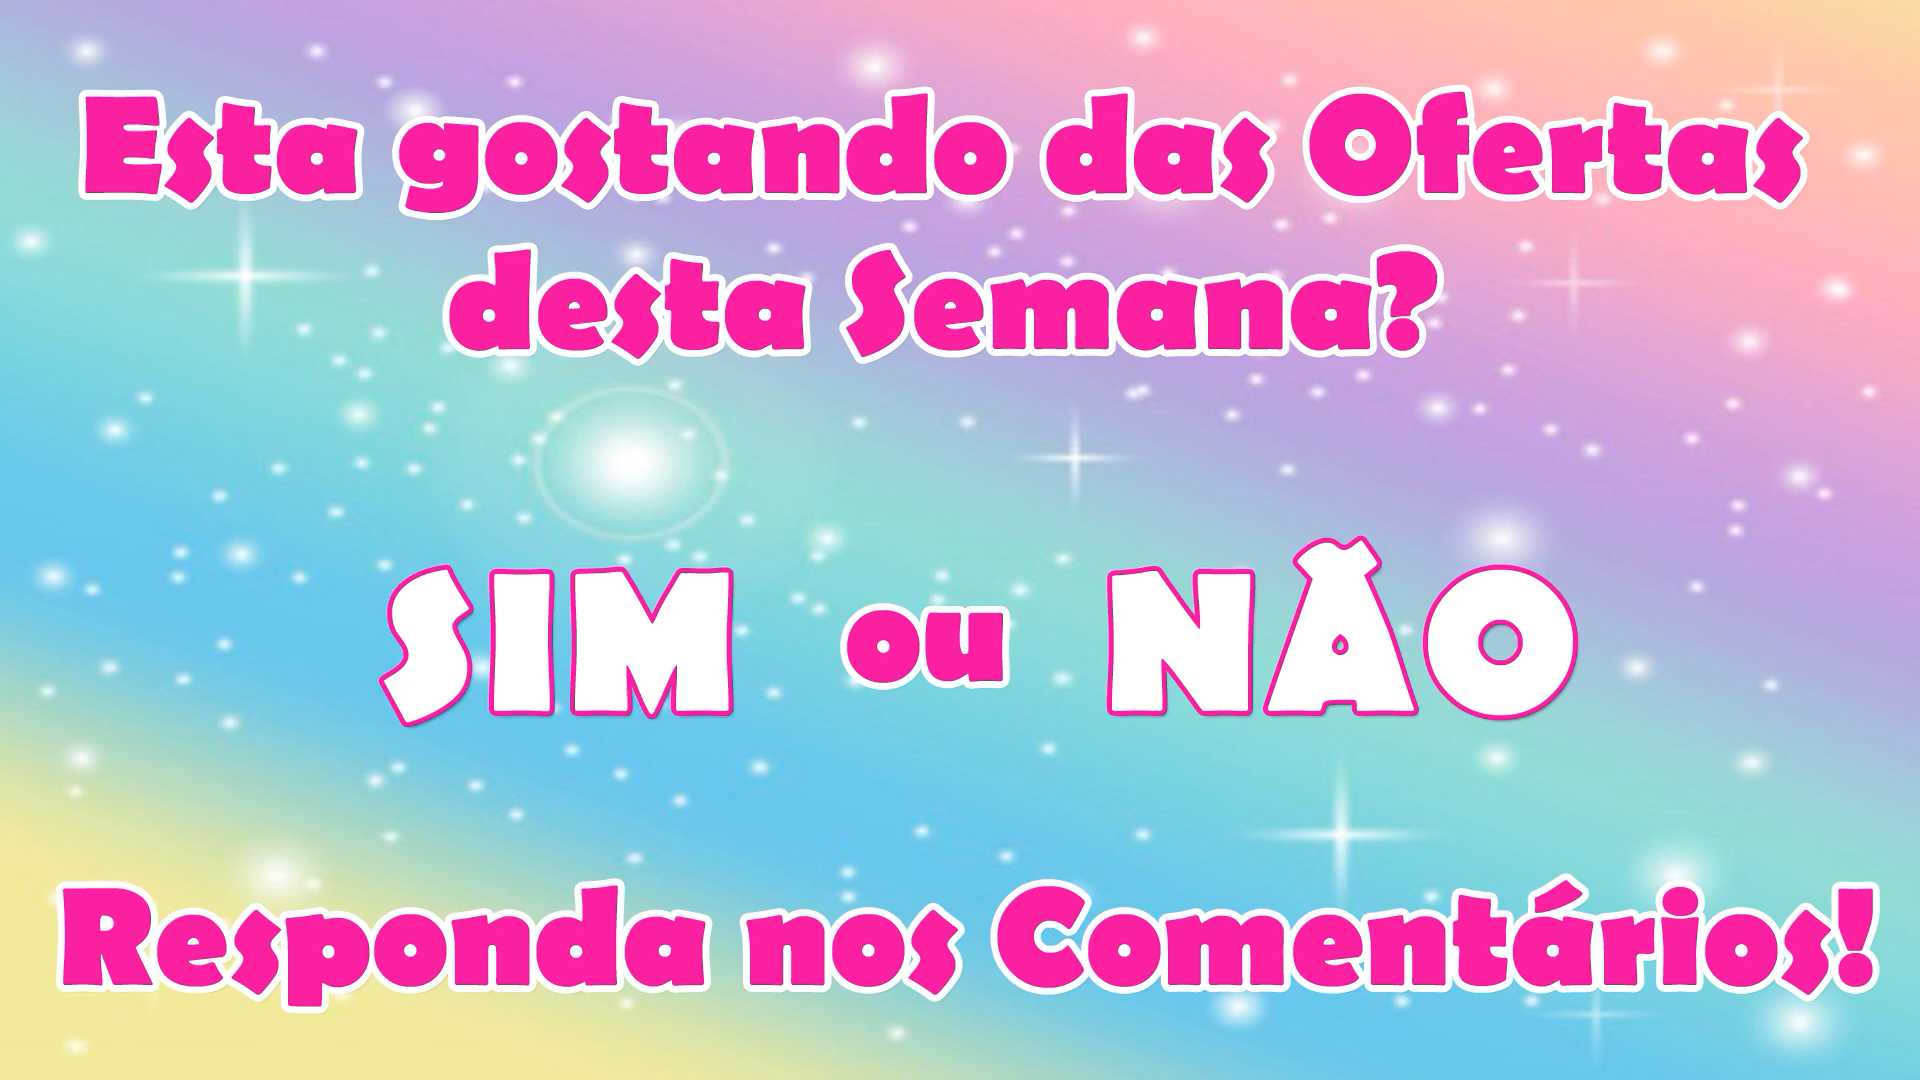 Esta gostando das Ofertas
desta Semana?
SIM ou NÃO
Responda nos Comentários!